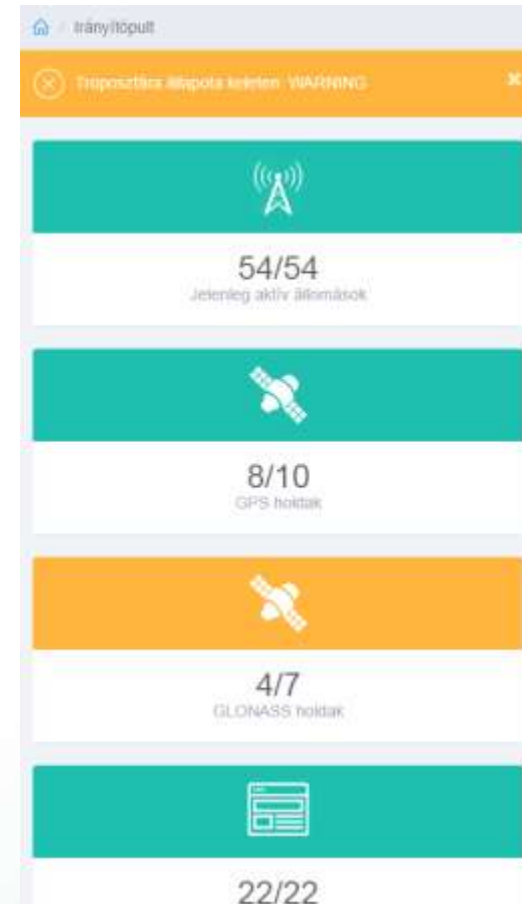 Irányítópult
Troposzféra állapota keleten: WARNING
54/54
Jelenleg aktív állomások
8/10
GPS holdak
4/7
GLONASS holdak
22/22